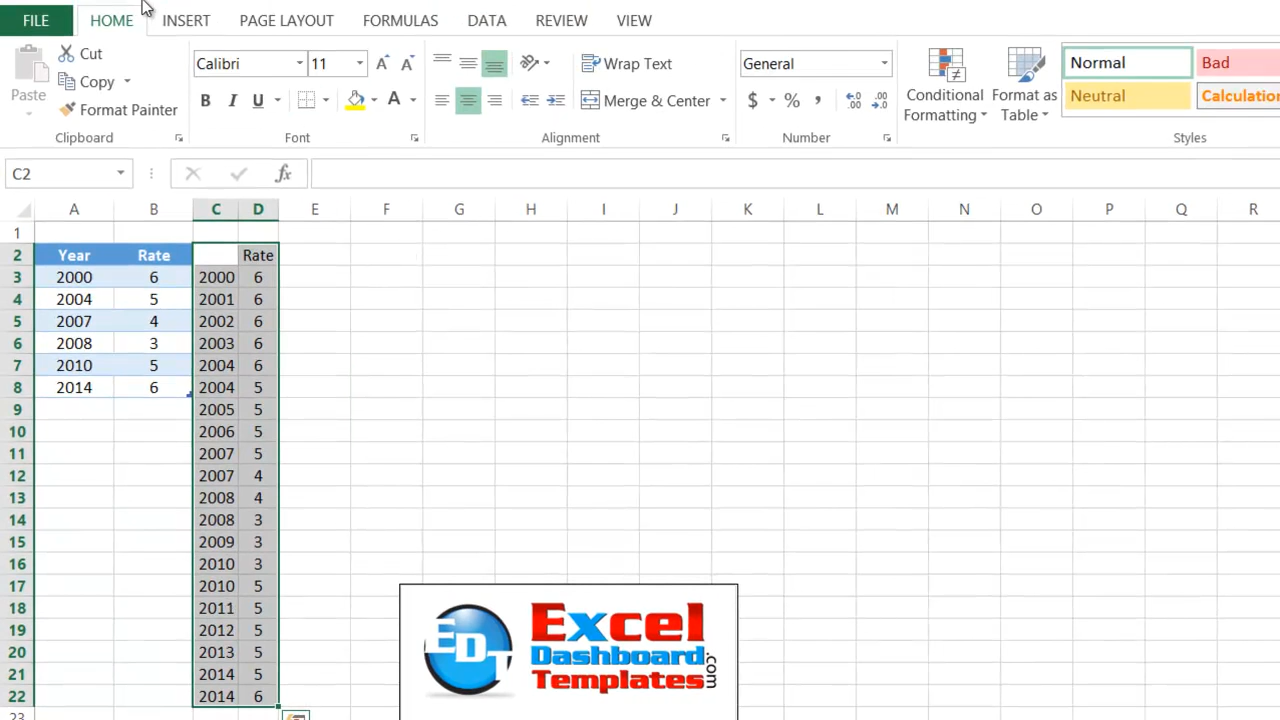 FILE HOME INSERT PAGE LAYOUT FORMULAS DATA REVIEW VIEW
Cut
Copy
Format Painter
Paste
Clipboard
Calibri 11
B I U A
Font
Wrap Text
Merge & Center
Alignment
General
$ % , .00 .0
Number
Conditional
Formatting
Format as
Table
Normal Bad
Neutral Calculation
Styles
C2 fx
A B C D E F G H I J K L M N O P Q R
1
2 Year Rate Rate
3 2000 6 2000 6
4 2004 5 2001 6
5 2007 4 2002 6
6 2008 3 2003 6
7 2010 5 2004 6
8 2014 6 2004 5
9 2005 5
10 2006 5
11 2007 5
12 2007 4
13 2008 4
14 2008 3
15 2009 3
16 2010 3
17 2010 5
18 2011 5
19 2012 5
20 2013 5
21 2014 5
22 2014 6
23
EDT
Excel
Dashboard
Templates
.com